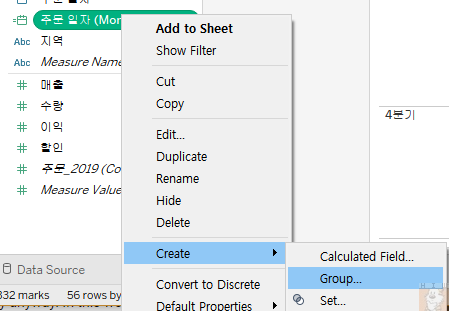 주문 일자 (Mor
Abc 지역
Abc Measure Name
매출
수량
이익
할인
주문_2019 (Co
Measure Value
Data Source
332 marks 56 rows by
Add to Sheet
Show Filter
Cut
Copy
Edit...
Duplicate
Rename
Hide
Delete
Create
Convert to Discrete
Default Properties
Calculated Field...
Group...
Set...
4분기